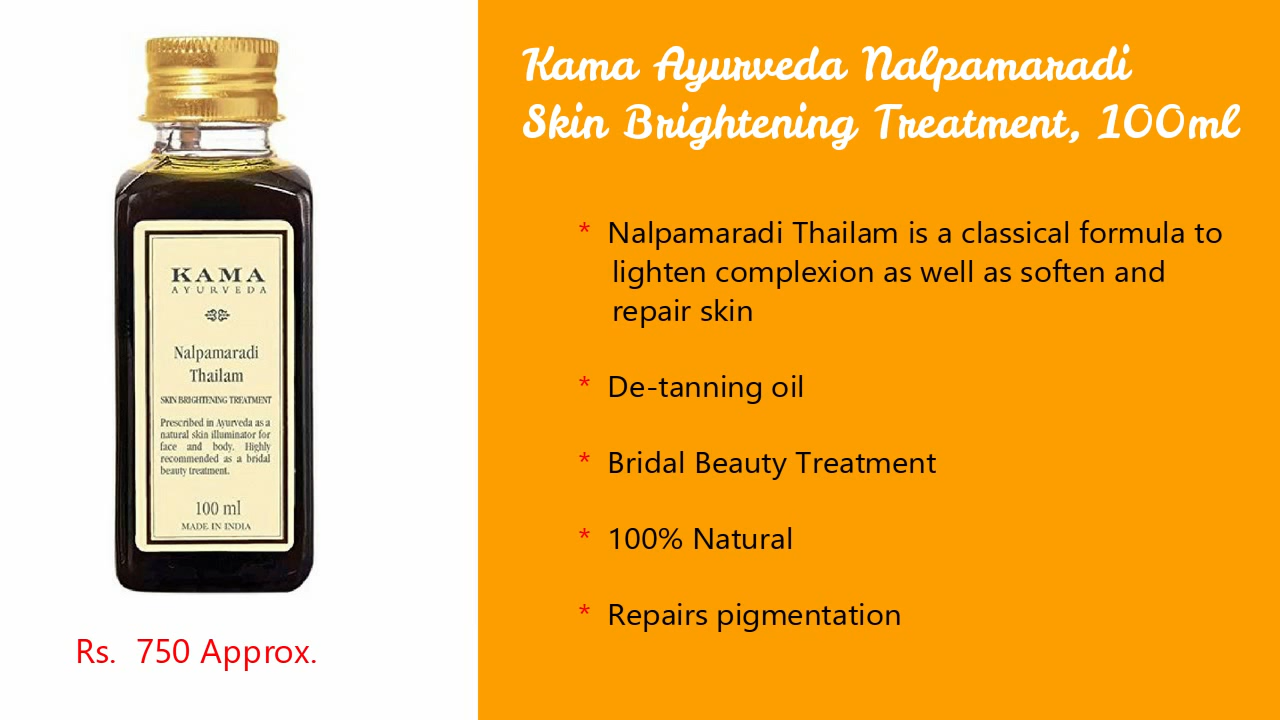 KAMA
AYURVEDA
Nalpamaradi
Thailam
SKIN BRIGHTENING TREATMENT
Prescribed in Ayurveda as a
natural skin illuminator for
face and body. Highly
recommended as a bridal
beauty treatment.
100 ml
MADE IN INDIA
Rs. 750 Approx.
Kama Ayurveda Nalpamaradi
Skin Brightening Treatment, 100ml
* Nalpamaradi Thailam is a classical formula to
lighten complexion as well as soften and
repair skin
* De-tanning oil
* Bridal Beauty Treatment
* 100% Natural
* Repairs pigmentation